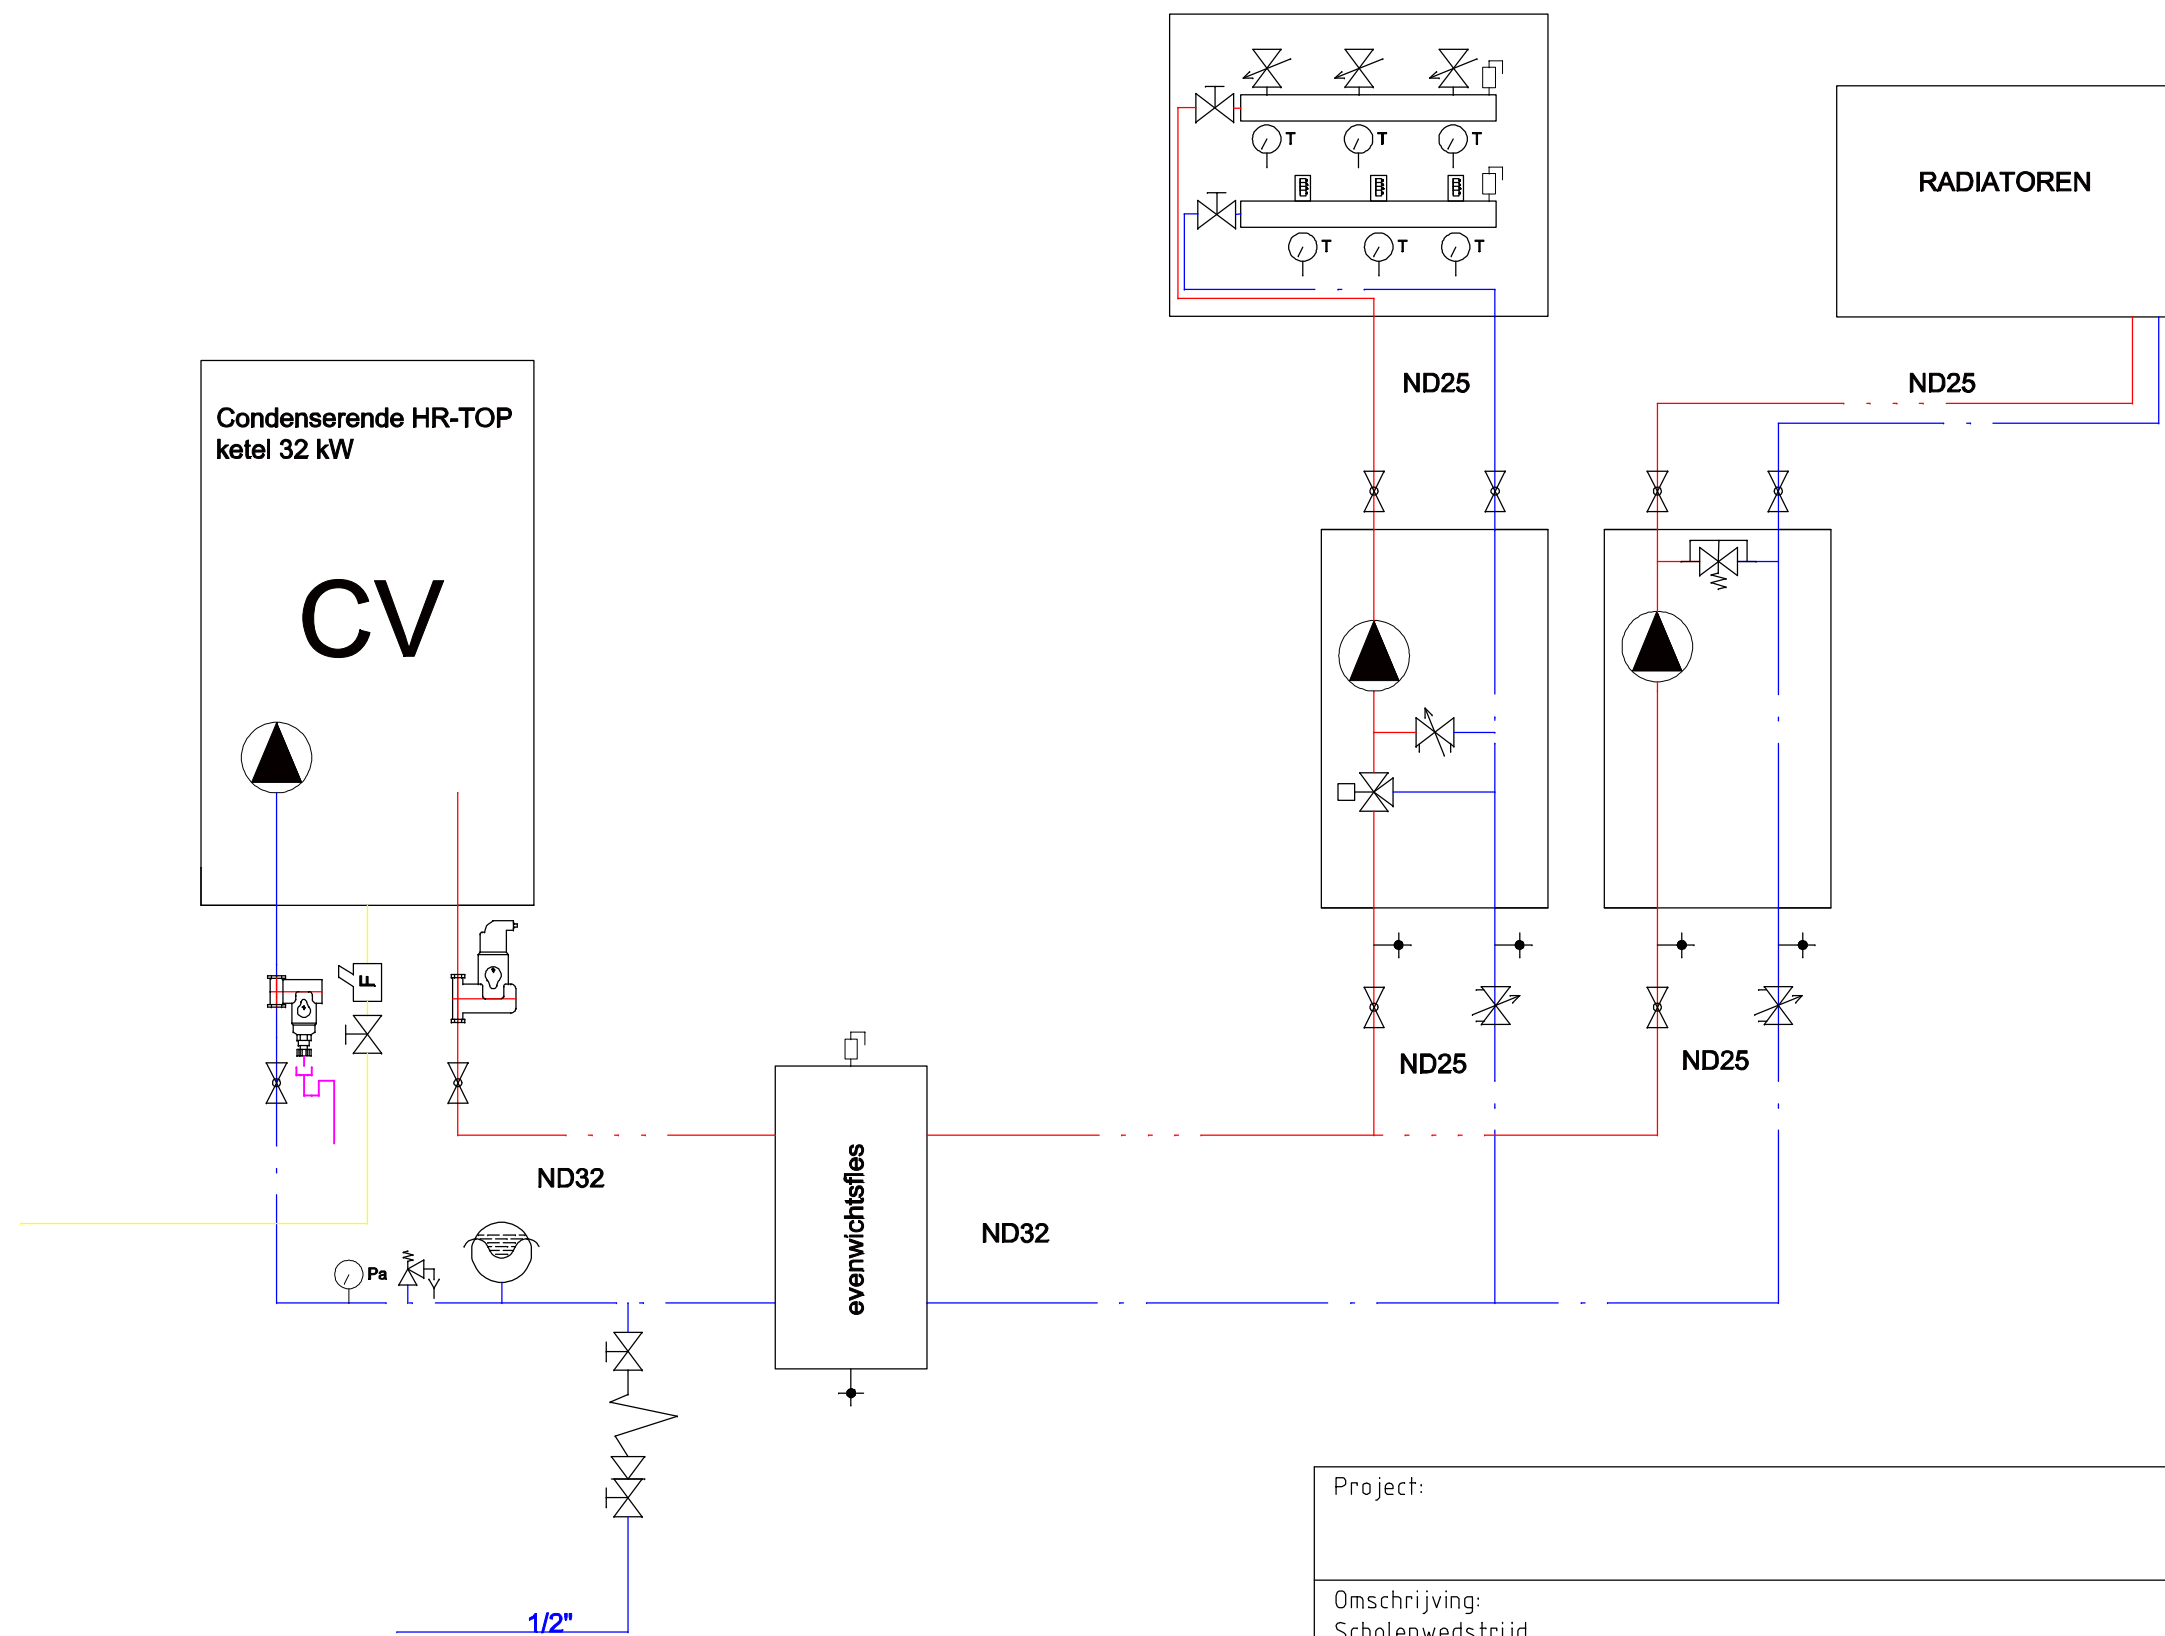 T T T
T T T
RADIATOREN
ND25
ND25
Condenserende HR-TOP
ketel 32 kW
CV
F
ND25
ND25
ND32
evenwichtsfles
ND32
Pa
Project:
Omschrijving:
Scholenwedstrijd
1/2"